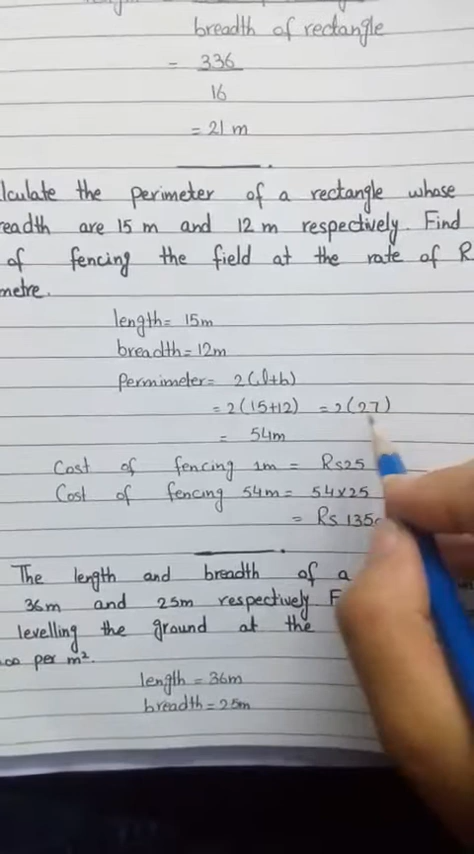 breadth of rectangle
= 336
16
= 21 m
lculate the perimeter of a rectangle whose
readth are 15 m and 12 m respectively. Find
of fencing the field at the rate of R
metre.
length = 15m
breadth = 12m
Permimeter = 2(l+b)
= 2(15+12) = 2(27)
= 54m
Cost of fencing 1m = Rs25
Cost of fencing 54m = 54x25
= Rs 135
The length and breadth of a
36m and 25m respectively F
levelling the ground at the
00 per m².
length = 36m
breadth = 25m